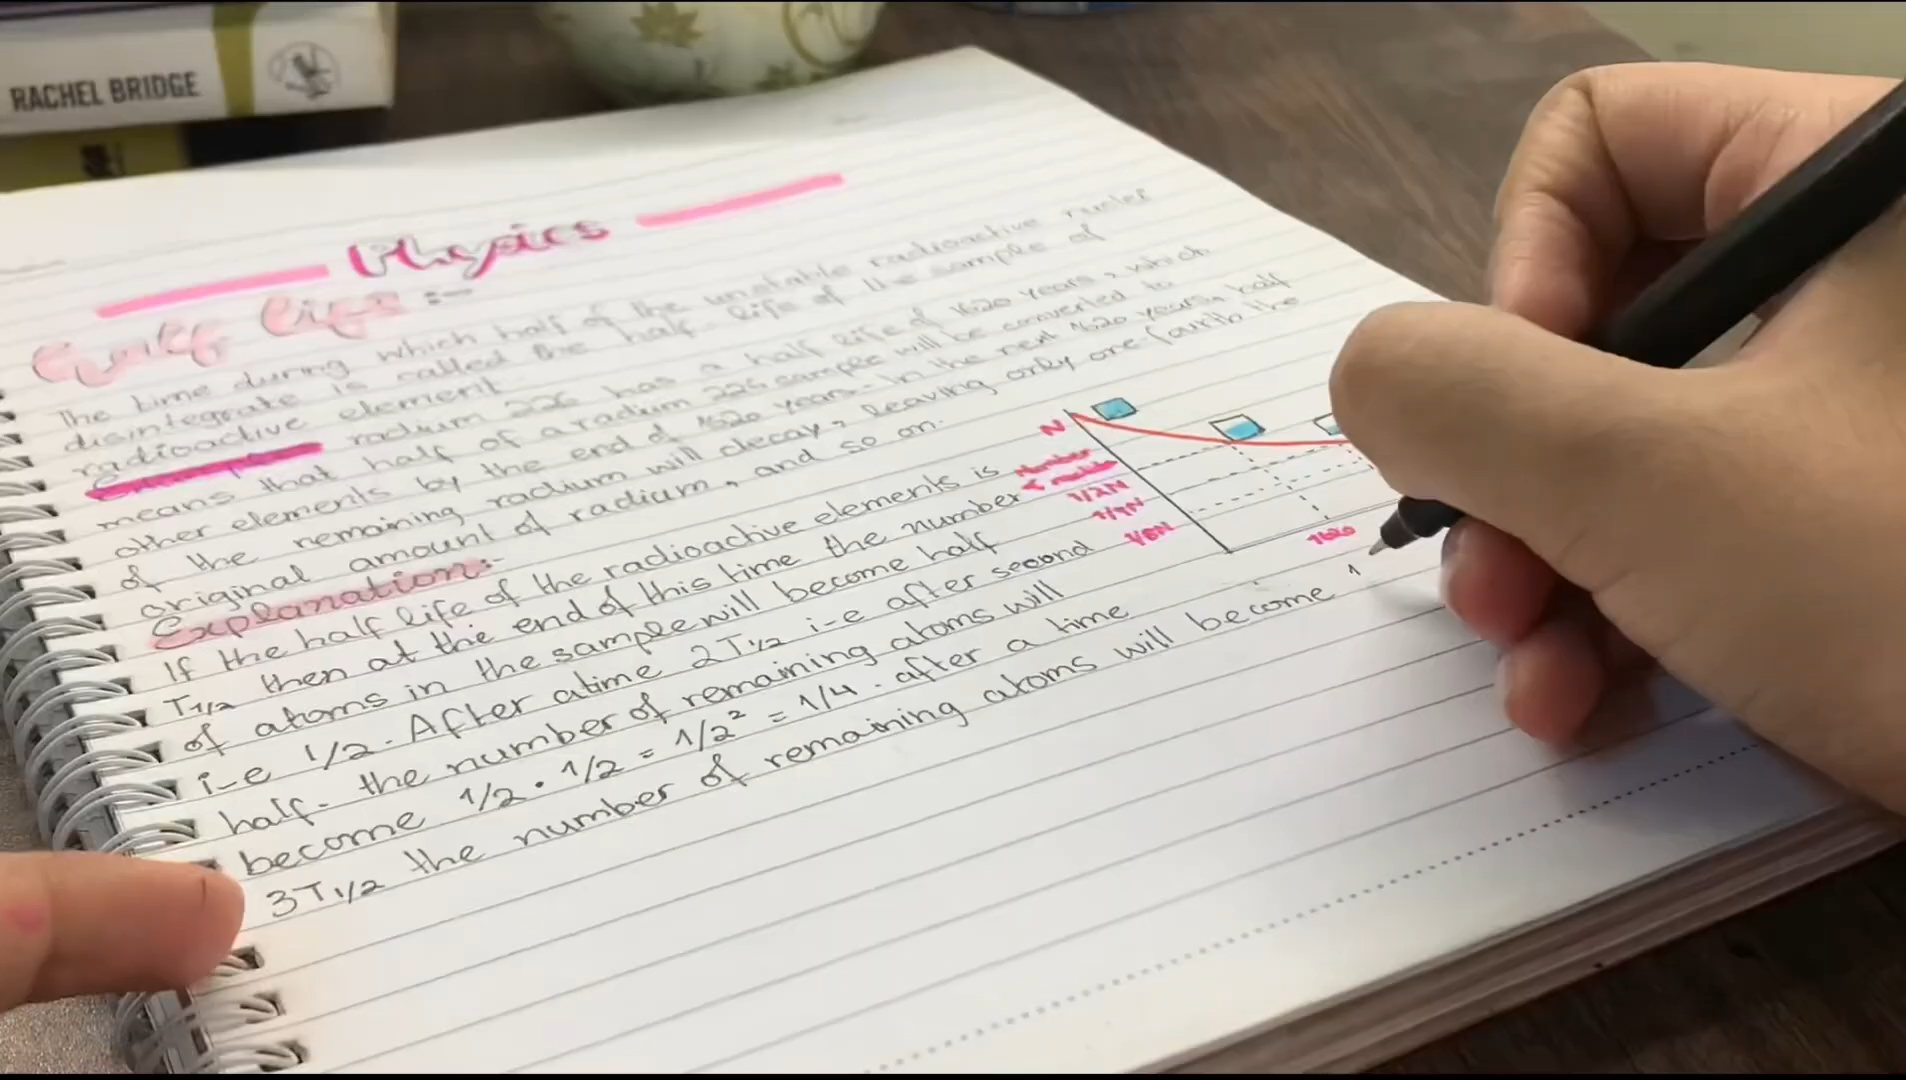 RACHEL BRIDGE
Physics
Half life :-
The time during which half of the unstable radioactive nuclei
disintegrate is called the half-life of the sample of
radioactive element.
radium 226 has a half life of 1620 years, which
means that half of a radium 226 sample will be converted to
other elements by the end of 1620 years. In the next 1620 years, half
of the remaining radium will decay, leaving only one-fourth the
original amount of radium, and so on.
Explanation:-
If the half life of the radioactive elements is
T1/2 then at the end of this time the number
of atoms in the sample will become half
i-e 1/2. After atime 2T1/2 i-e after second
half- the number of remaining atoms will
become 1/2 . 1/2 = 1/2² = 1/4. after a time
3T1/2 the number of remaining atoms will become 1
N
Number
1/2N
1/4N
1/8N
1620